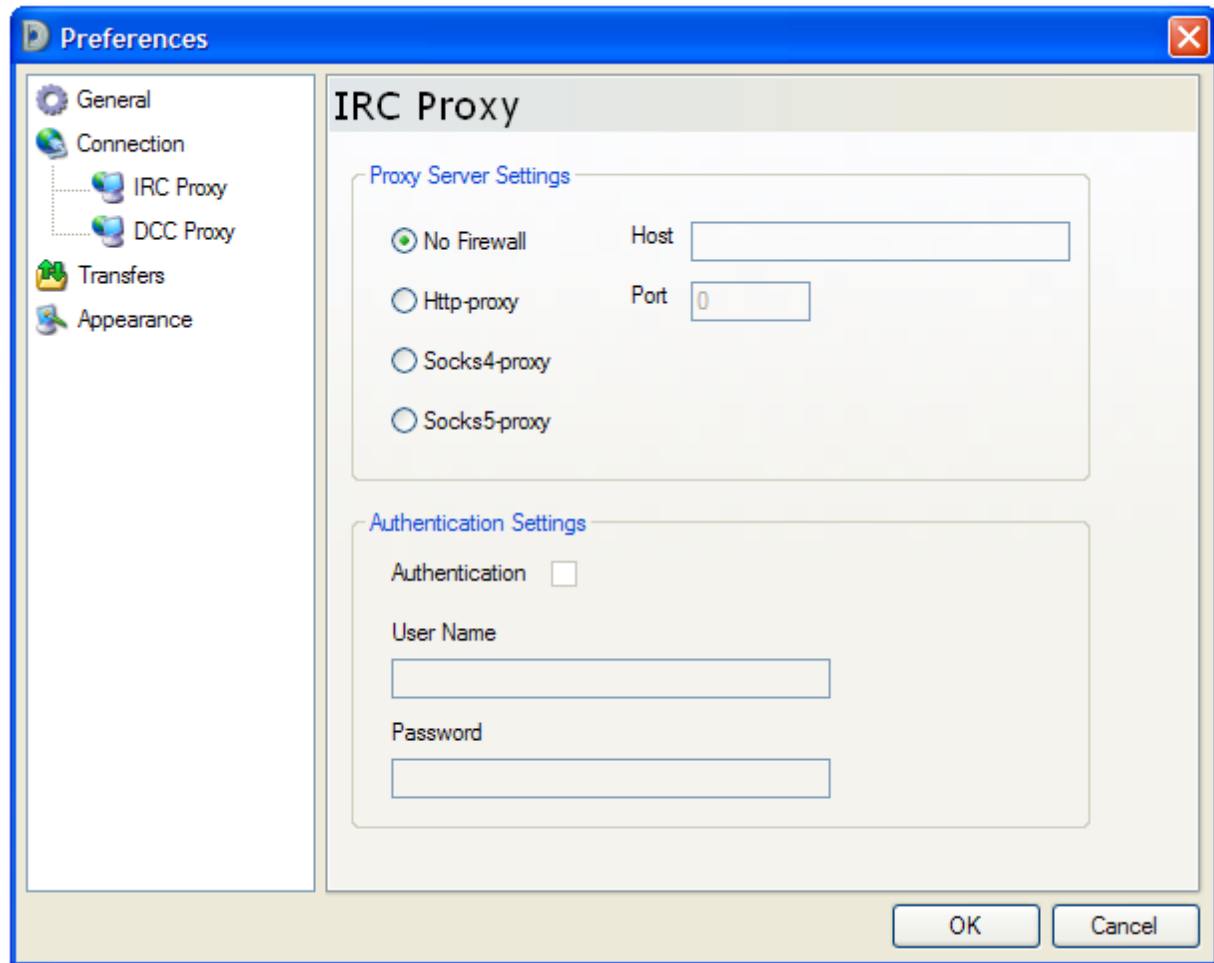 Preferences
General
Connection
IRC Proxy
DCC Proxy
Transfers
Appearance
IRC Proxy
Proxy Server Settings
No Firewall
Host
Http-proxy
Port 0
Socks4-proxy
Socks5-proxy
Authentication Settings
Authentication
User Name
Password
OK Cancel